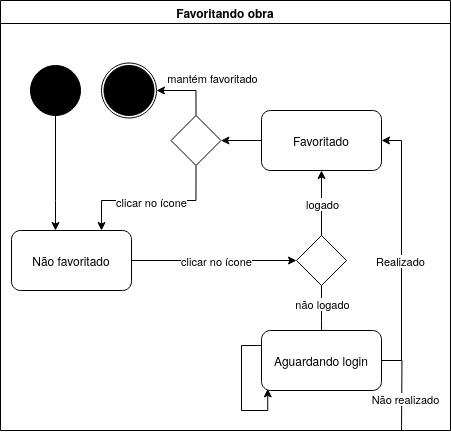 Favoritando obra
mantém favoritado
Favoritado
clicar no ícone
logado
Não favoritado
clicar no ícone
Realizado
não logado
Aguardando login
Não realizado